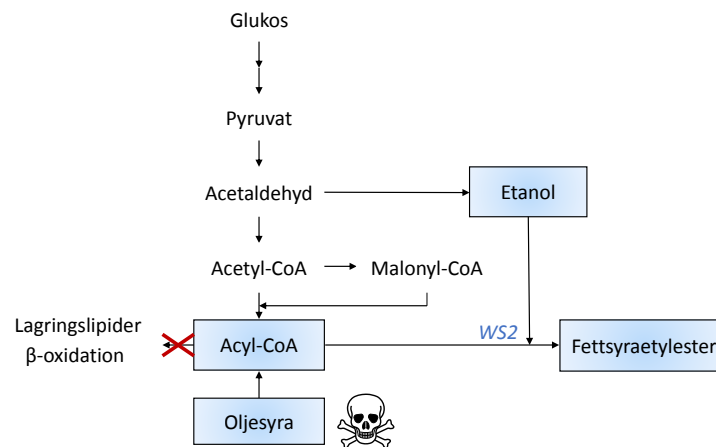 Glukos
Pyruvat
Acetaldehyd
Etanol
Acetyl-CoA
Malonyl-CoA
Lagringslipider
β-oxidation
Acyl-CoA
WS2
Fettsyraetylester
Oljesyra